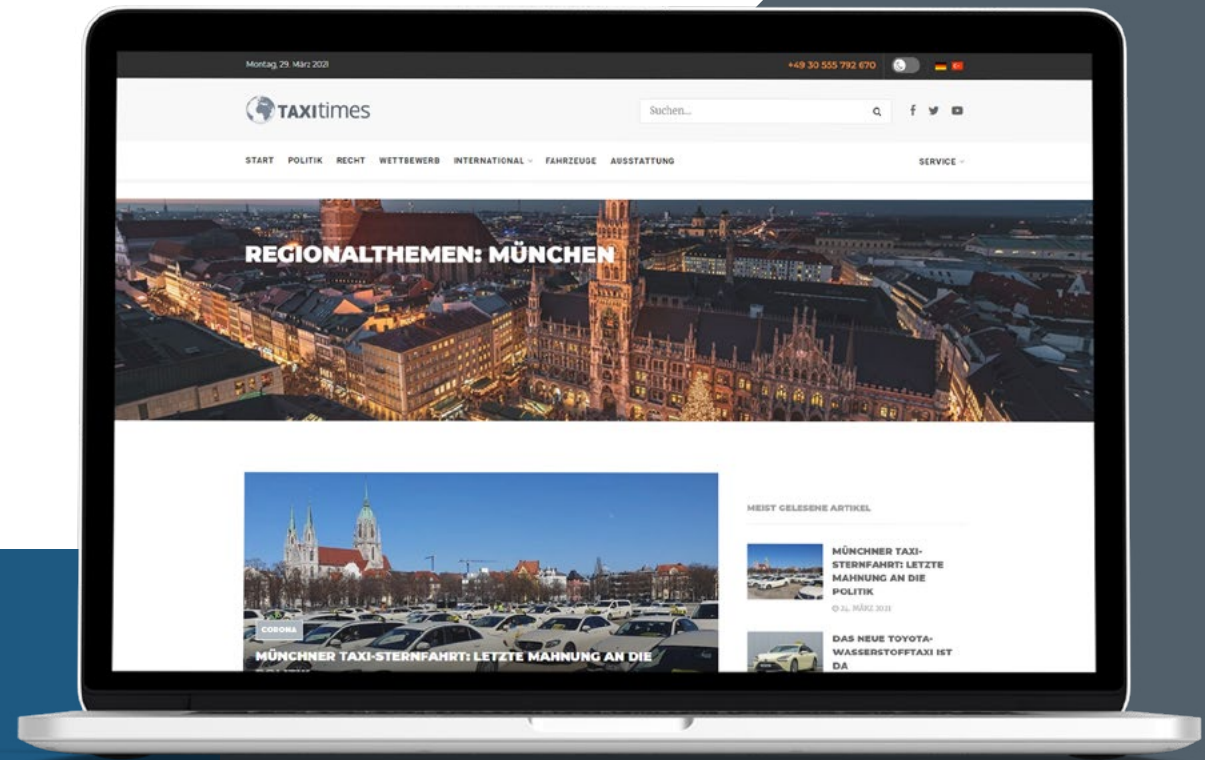 Montag, 29. März 2021
+49 30 555 792 670
TAXItimes
Suchen...
START POLITIK RECHT WETTBEWERB INTERNATIONAL FAHRZEUGE AUSSTATTUNG
SERVICE
REGIONALTHEMEN: MÜNCHEN
CORONA
MÜNCHNER TAXI-STERNFAHRT: LETZTE MAHNUNG AN DIE
MEIST GELESENE ARTIKEL
MÜNCHNER TAXI-
STERNFAHRT: LETZTE
MAHNUNG AN DIE
POLITIK
24. MÄRZ 2021
DAS NEUE TOYOTA-
WASSERSTOFFTAXI IST
DA